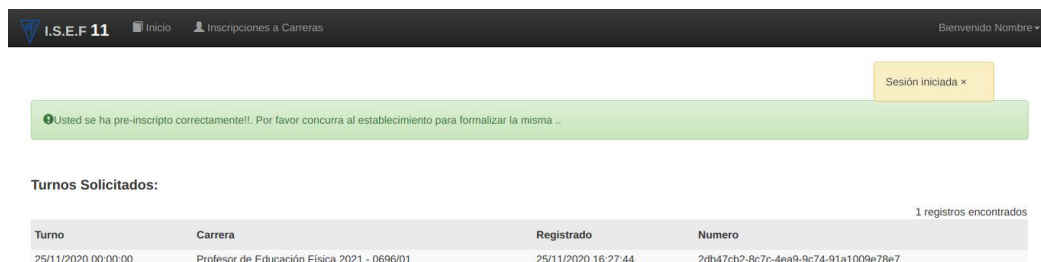 I.S.E.F 11 Inicio Inscripciones a Carreras Bienvenido Nombre
Sesión iniciada ×
Usted se ha pre-inscripto correctamente!!. Por favor concurra al establecimiento para formalizar la misma ..
Turnos Solicitados:
1 registros encontrados
Turno Carrera Registrado Numero
25/11/2020 00:00:00 Profesor de Educación Física 2021 - 0696/01 25/11/2020 16:27:44 2db47cb2-8c7c-4ea9-9c74-91a1009e78e7